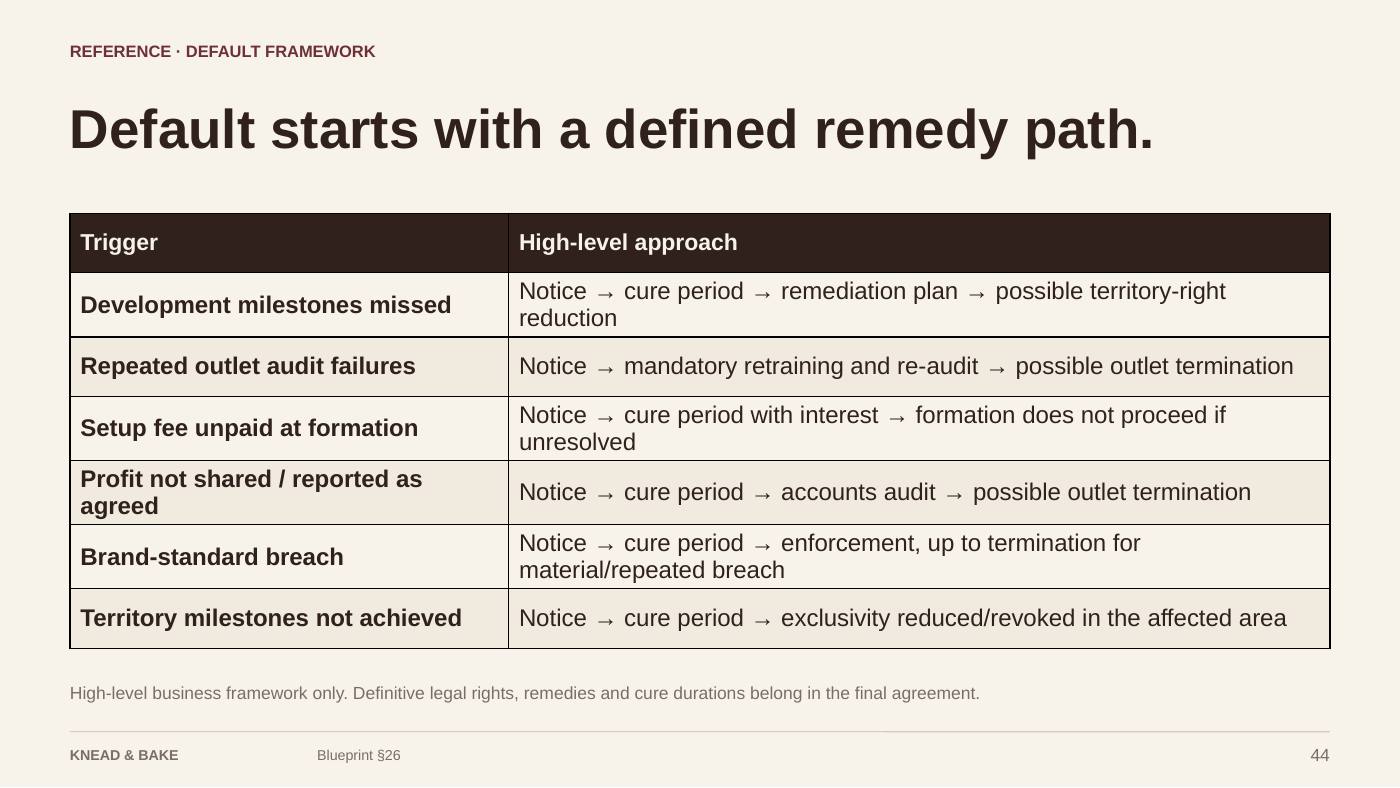 REFERENCE · DEFAULT FRAMEWORK
Default starts with a defined remedy path.
Trigger
High-level approach
Development milestones missed
Notice → cure period → remediation plan → possible territory-right
reduction
Repeated outlet audit failures
Notice → mandatory retraining and re-audit → possible outlet termination
Setup fee unpaid at formation
Notice → cure period with interest → formation does not proceed if
unresolved
Profit not shared / reported as
agreed
Notice → cure period → accounts audit → possible outlet termination
Brand-standard breach
Notice → cure period → enforcement, up to termination for
material/repeated breach
Territory milestones not achieved
Notice → cure period → exclusivity reduced/revoked in the affected area
High-level business framework only. Definitive legal rights, remedies and cure durations belong in the final agreement.
KNEAD & BAKE
Blueprint §26
44